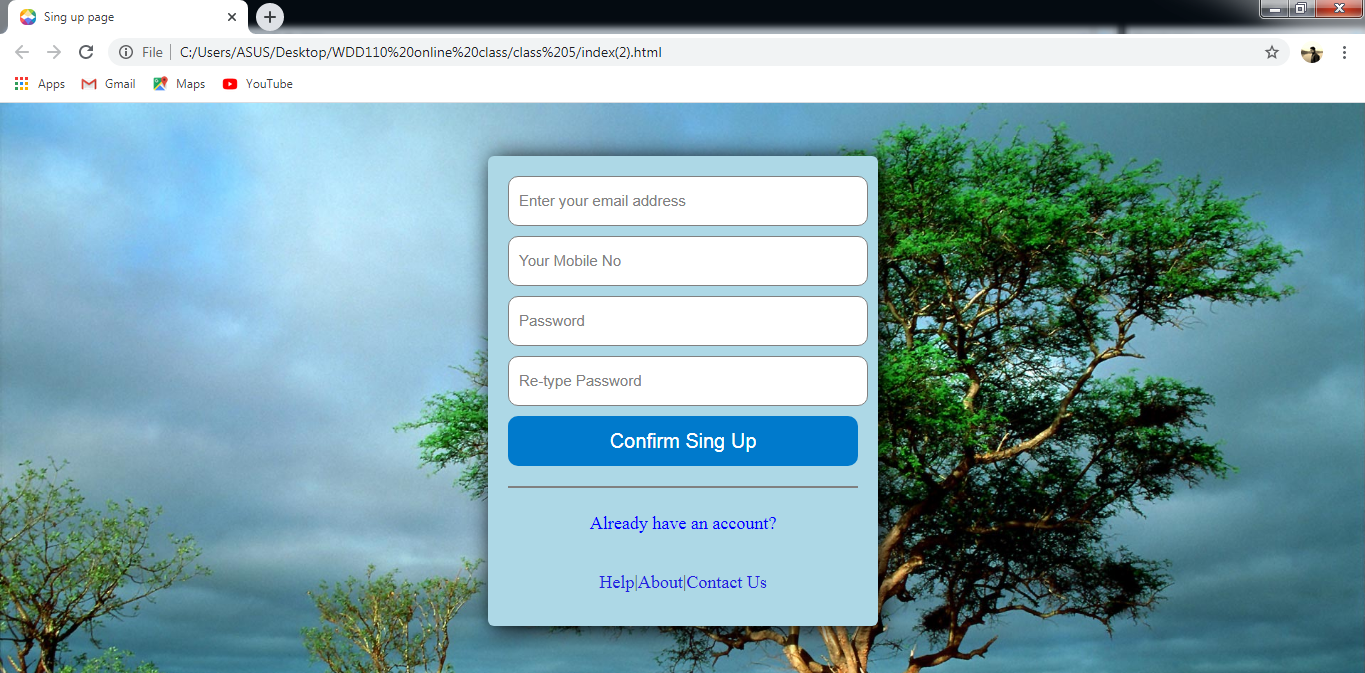 Sing up page
File | C:/Users/ASUS/Desktop/WDD110%20online%20class/class%205/index(2).html
Apps Gmail Maps YouTube
Enter your email address
Your Mobile No
Password
Re-type Password
Confirm Sing Up
Already have an account?
Help|About|Contact Us